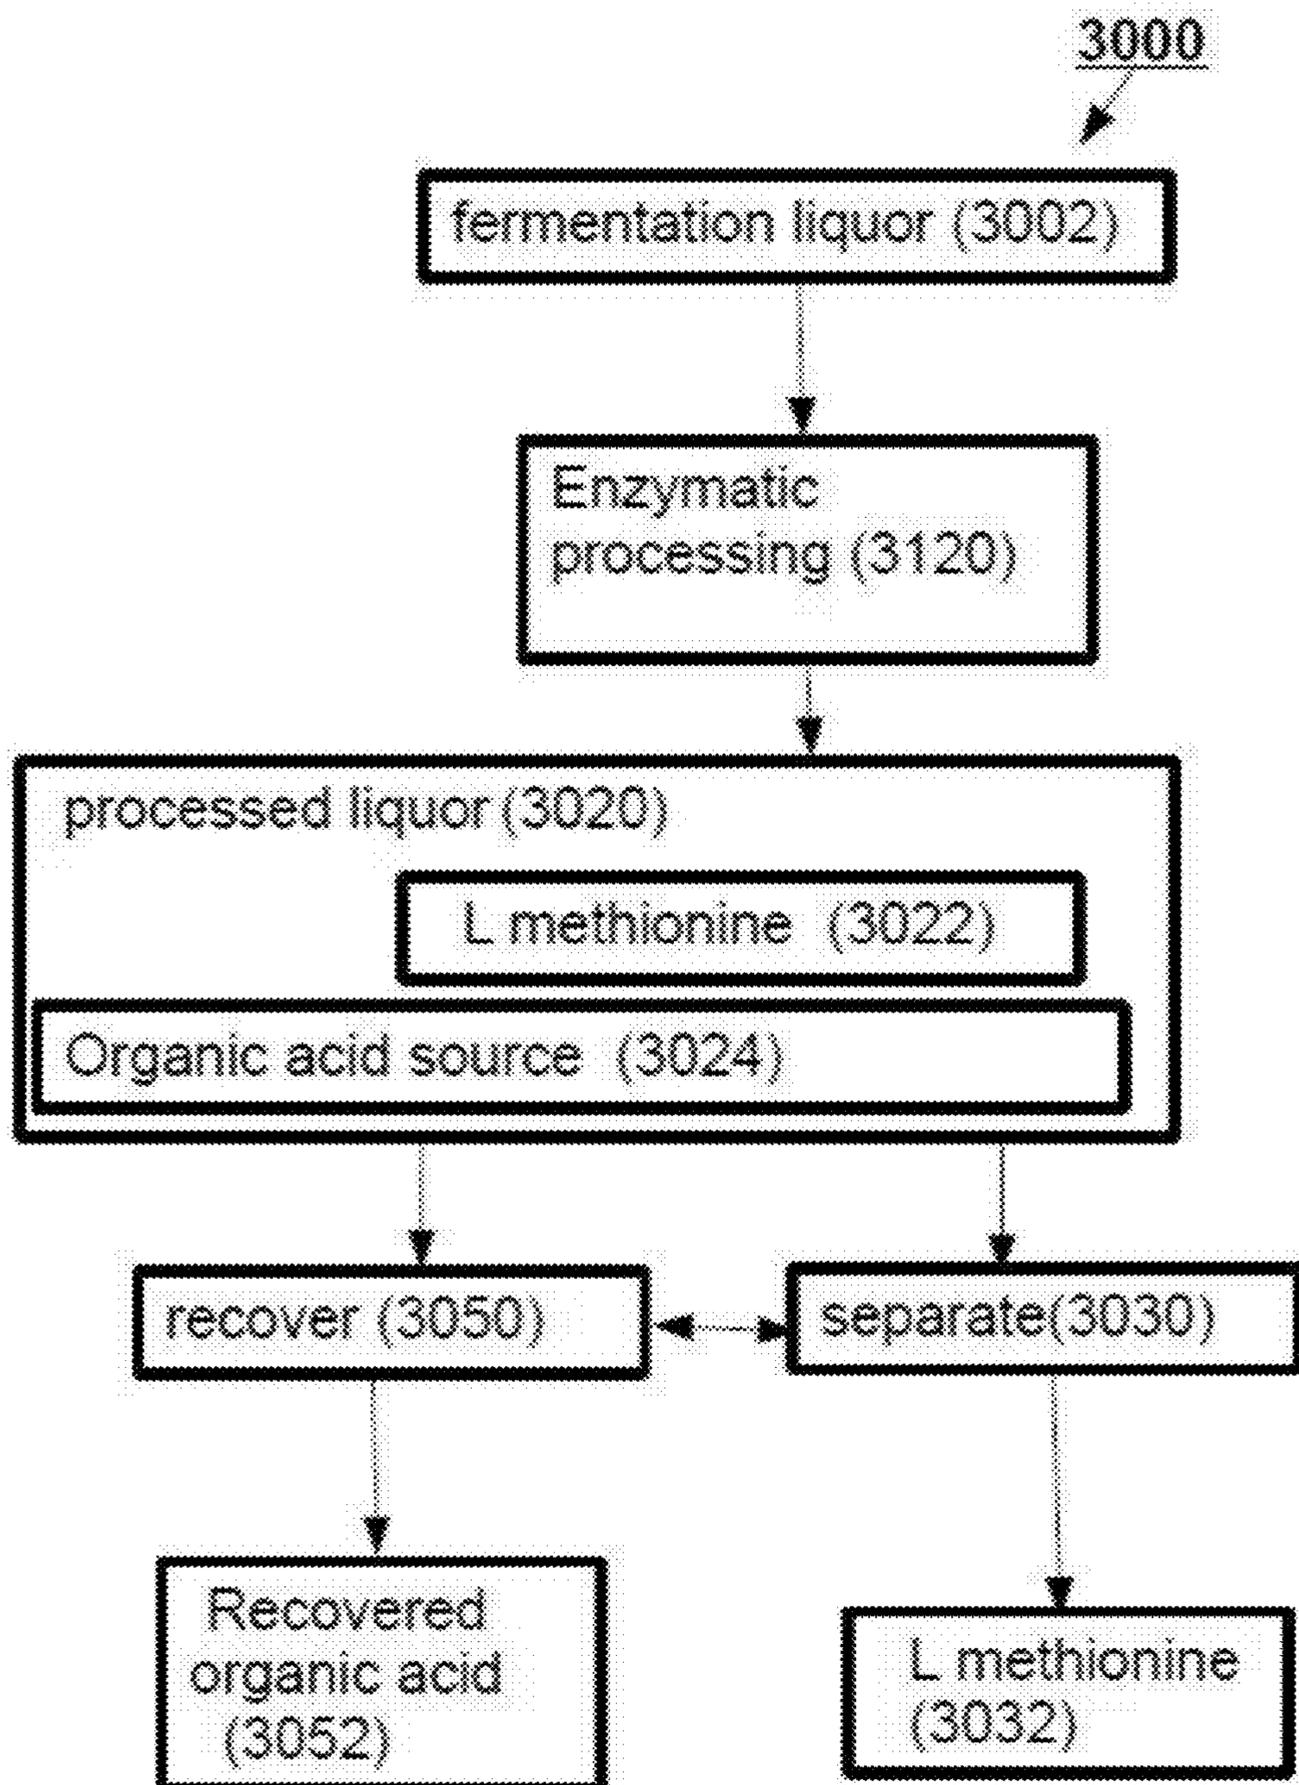 3000
fermentation liquor (3002)
Enzymatic
processing (3120)
processed liquor (3020)
L methionine (3022)
Organic acid source (3024)
recover (3050)
separate(3030)
Recovered
organic acid
(3052)
L methionine
(3032)